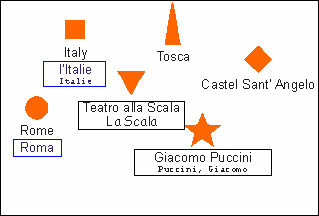 Italy
l'Italie
Italie
Tosca
Castel Sant' Angelo
Teatro alla Scala
La Scala
Rome
Roma
Giacomo Puccini
Puccini, Giacomo